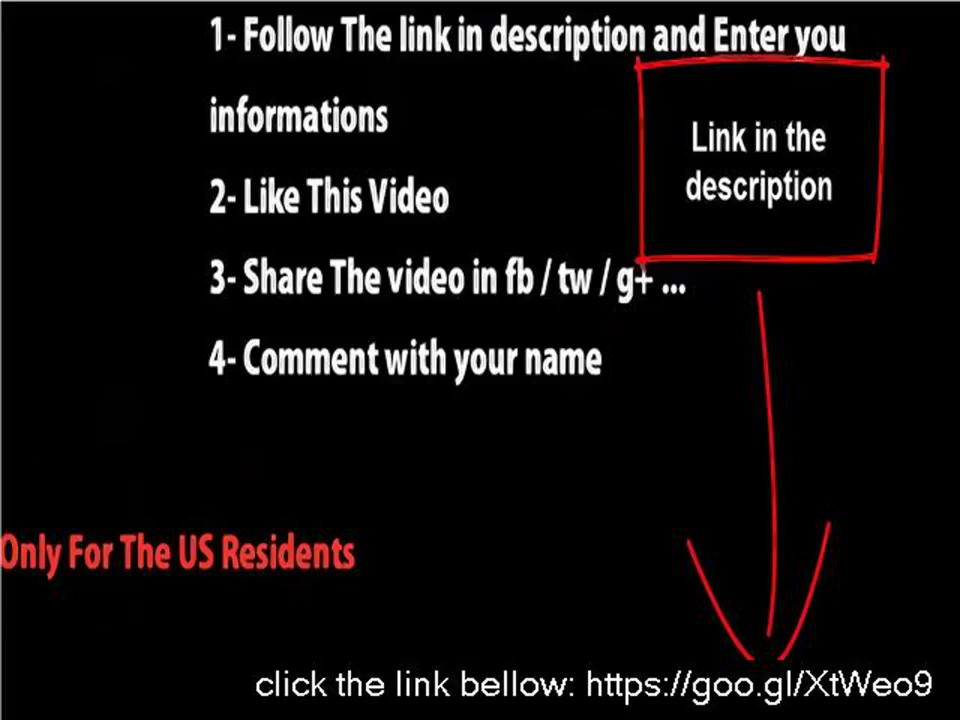 1- Follow The link in description and Enter you
informations
Link in the
description
2- Like This Video
3- Share The video in fb / tw / g+ ...
4- Comment with your name
Only For The US Residents
click the link bellow: https://goo.gl/XtWeo9